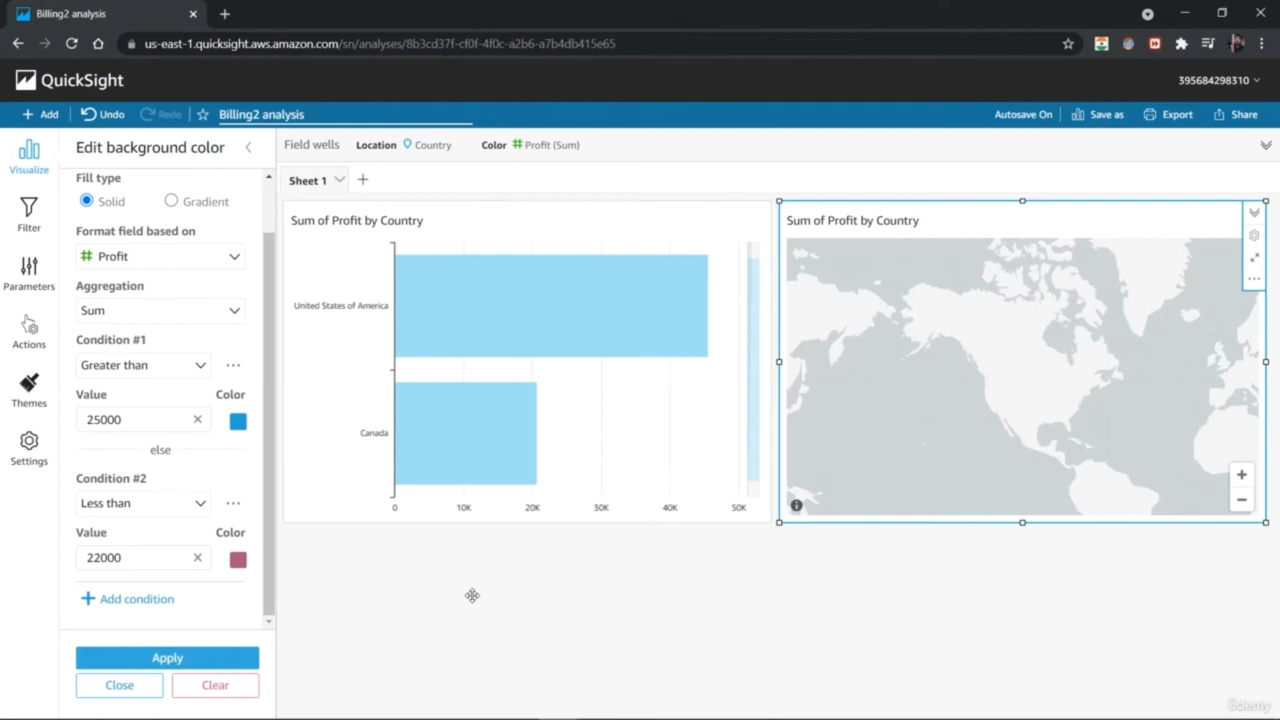 Billing2 analysis
us-east-1.quicksight.aws.amazon.com/sn/analyses/8b3cd37f-cf0f-4f0c-a2b6-a7b4db415e65
QuickSight
395684298310
Add Undo Redo Billing2 analysis Autosave On Save as Export Share
Visualize
Filter
Parameters
Actions
Themes
Settings
Edit background color
Fill type
Solid Gradient
Format field based on
Profit
Aggregation
Sum
Condition #1
Greater than
Value Color
25000
else
Condition #2
Less than
Value Color
22000
Add condition
Apply
Close Clear
Field wells Location Country Color Profit (Sum)
Sheet 1
Sum of Profit by Country
United States of America
Canada
0 10K 20K 30K 40K 50K
Sum of Profit by Country
ûdemy